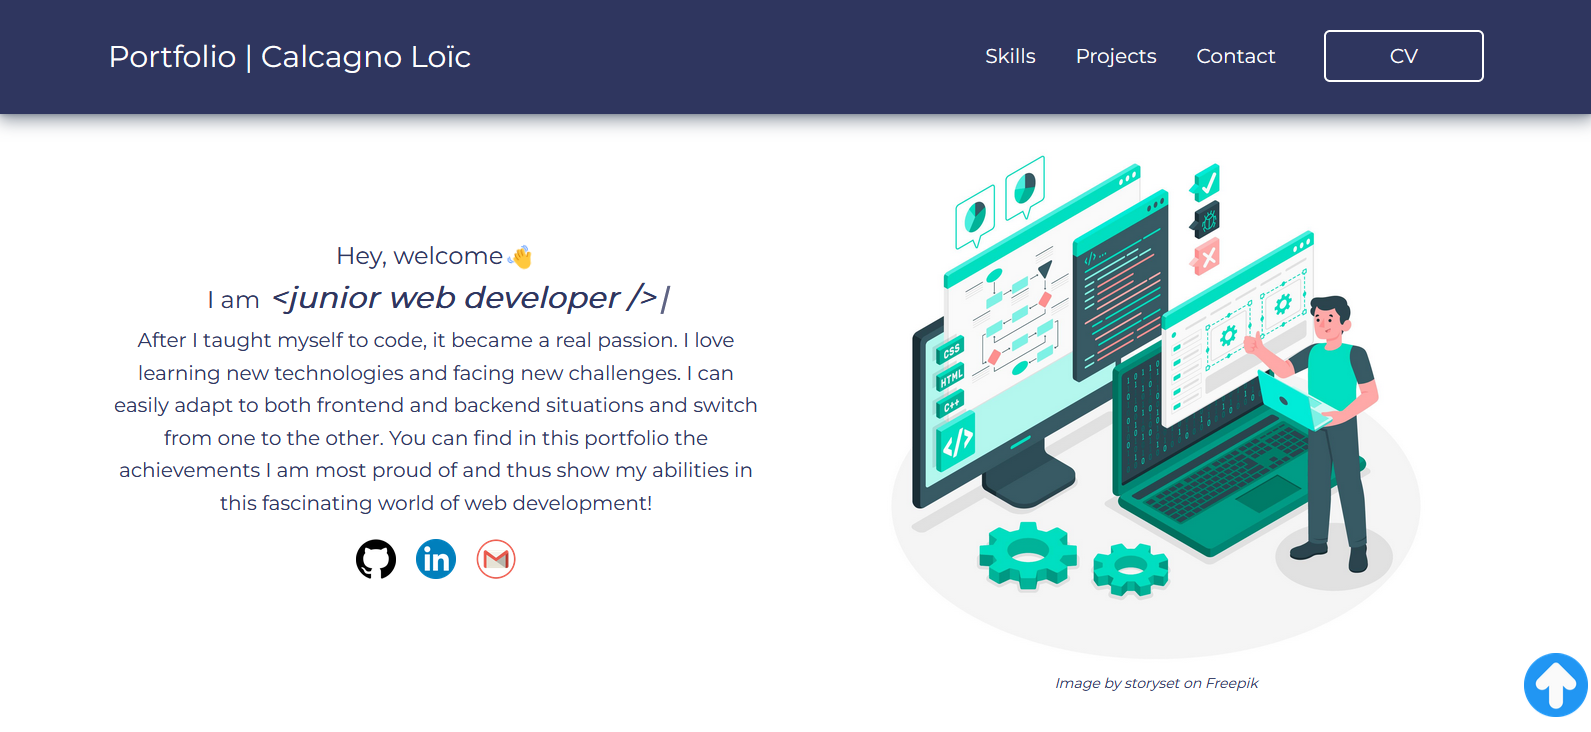 Portfolio | Calcagno Loïc
Skills
Projects
Contact
CV
Hey, welcome👋
I am <junior web developer />|
After I taught myself to code, it became a real passion. I love
learning new technologies and facing new challenges. I can
easily adapt to both frontend and backend situations and switch
from one to the other. You can find in this portfolio the
achievements I am most proud of and thus show my abilities in
this fascinating world of web development!
in
CSS
HTML
C++
</>
</> ...
Image by storyset on Freepik